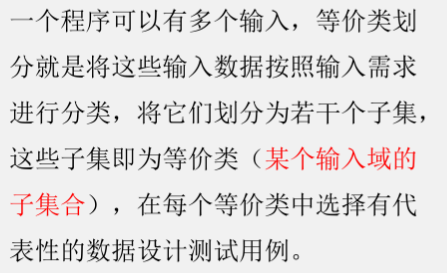 一个程序可以有多个输入，等价类划
分就是将这些输入数据按照输入需求
进行分类，将它们划分为若干个子集，
这些子集即为等价类（某个输入域的
子集合），在每个等价类中选择有代
表性的数据设计测试用例。